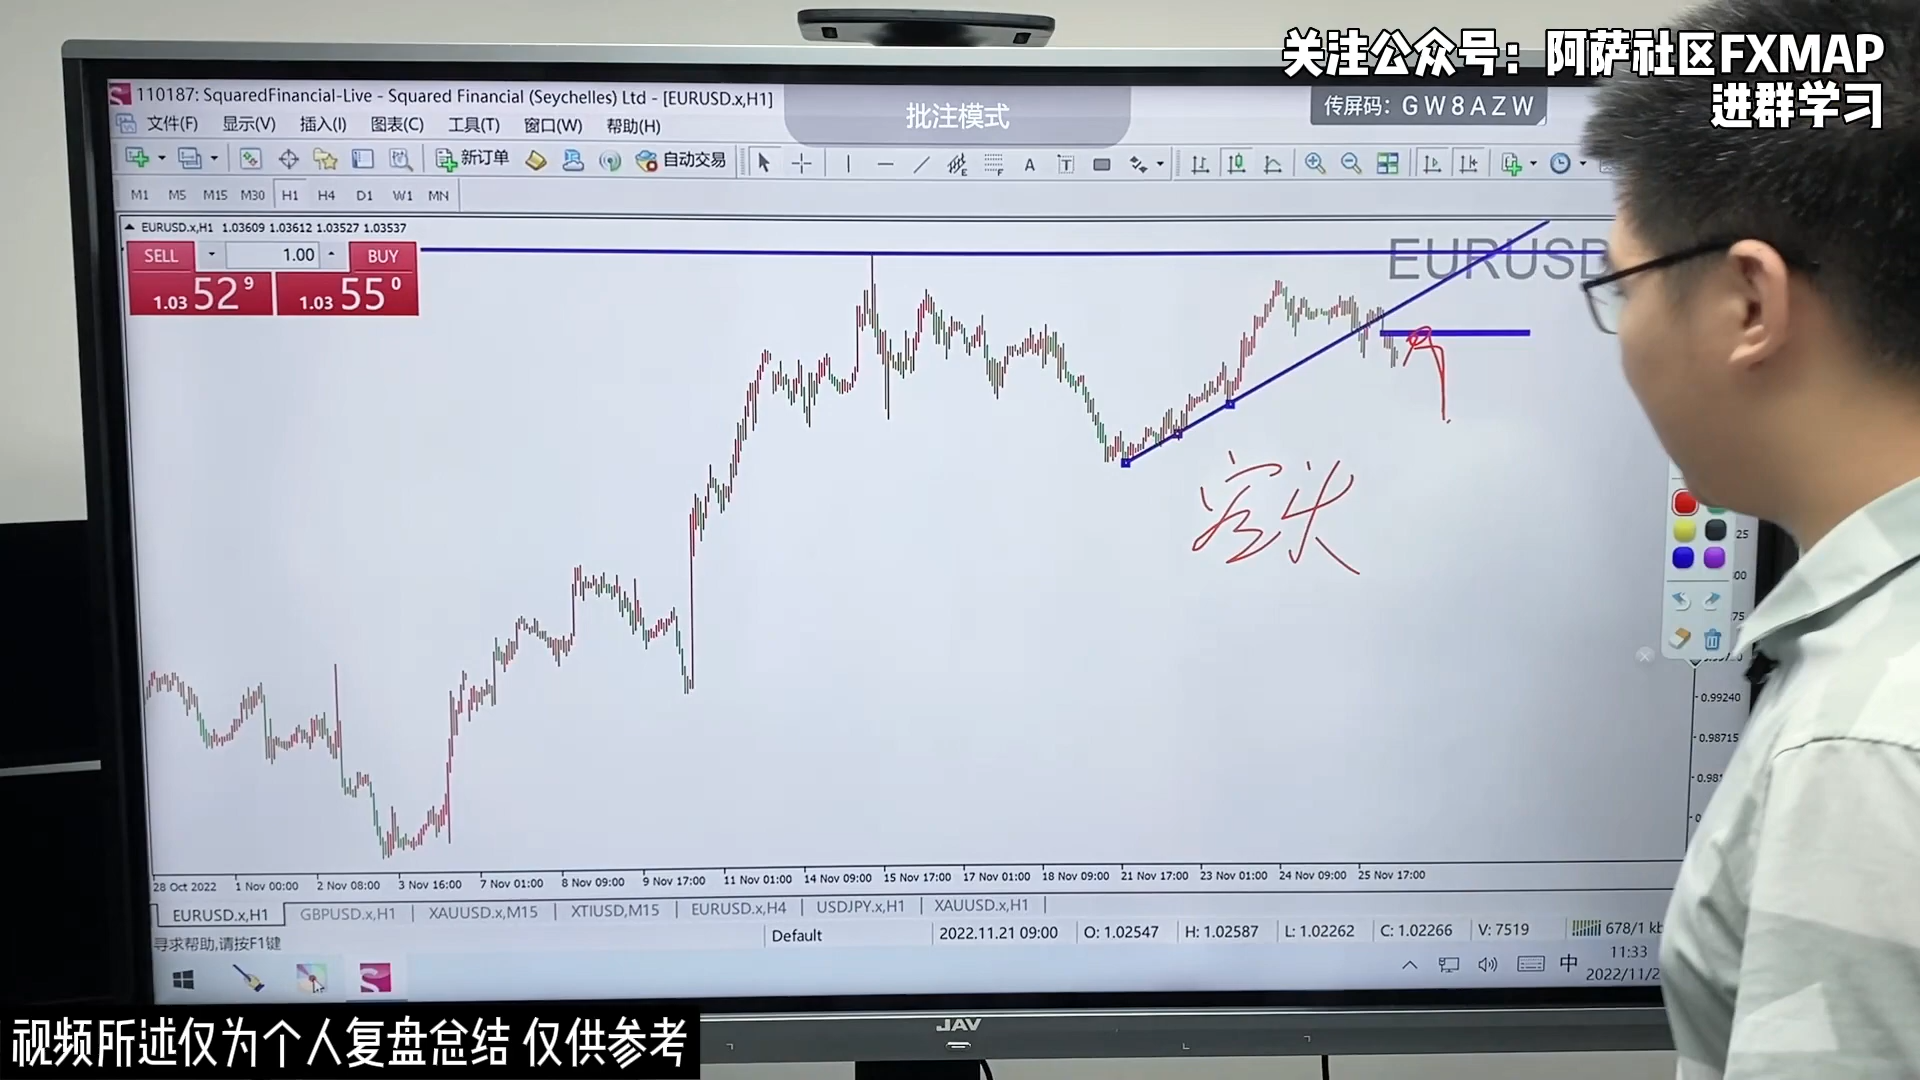 关注公众号：阿萨社区FXMAP
进群学习
110187: SquaredFinancial-Live - Squared Financial (Seychelles) Ltd - [EURUSD.x,H1]
批注模式
传屏码：GW8AZW
文件(F) 显示(V) 插入(I) 图表(C) 工具(T) 窗口(W) 帮助(H)
新订单 自动交易
M1 M5 M15 M30 H1 H4 D1 W1 MN
EURUSD.x,H1 1.03609 1.03612 1.03527 1.03537
SELL 1.00 BUY
1.03 52 9 1.03 55 0
EURUSD
25
00
75
0.99240
0.98715
28 Oct 2022 1 Nov 00:00 2 Nov 08:00 3 Nov 16:00 7 Nov 01:00 8 Nov 09:00 9 Nov 17:00 11 Nov 01:00 14 Nov 09:00 15 Nov 17:00 17 Nov 01:00 18 Nov 09:00 21 Nov 17:00 23 Nov 01:00 24 Nov 09:00 25 Nov 17:00
EURUSD.x,H1 GBPUSD.x,H1 XAUUSD.x,M15 XTIUSD,M15 EURUSD.x,H4 USDJPY.x,H1 XAUUSD.x,H1
寻求帮助,请按F1键 Default 2022.11.21 09:00 O: 1.02547 H: 1.02587 L: 1.02262 C: 1.02266 V: 7519 678/1 kb
中 11:33
2022/11/2
JAV
视频所述仅为个人复盘总结 仅供参考